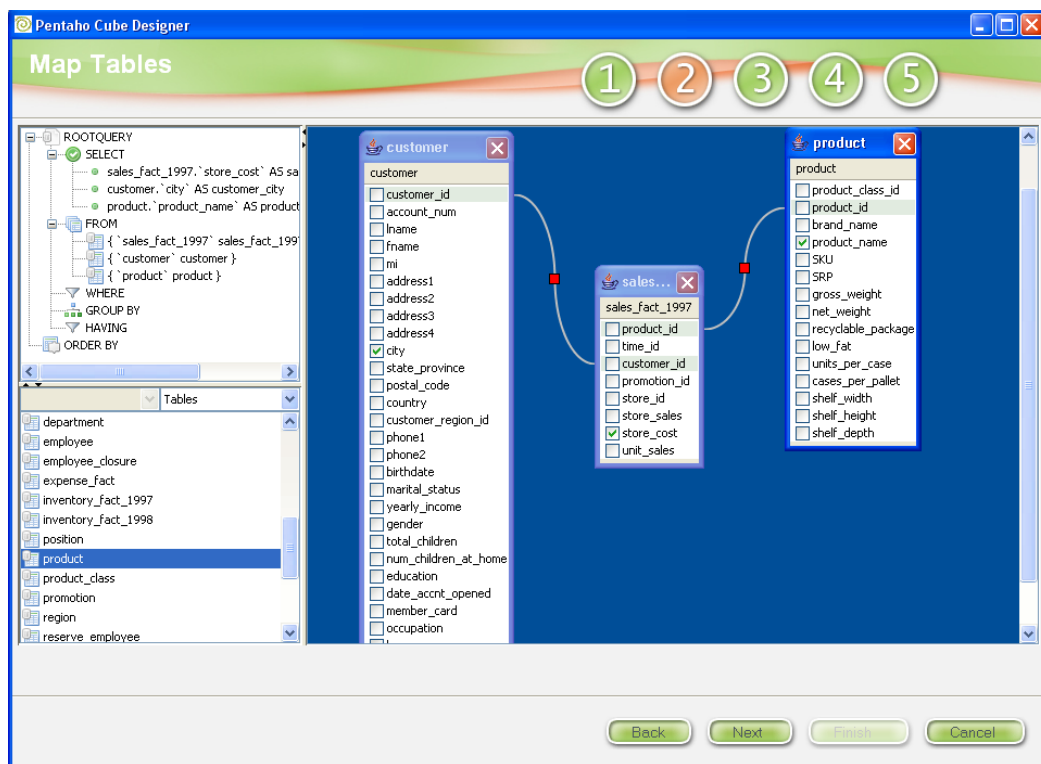 Pentaho Cube Designer
Map Tables
1 2 3 4 5
ROOTQUERY
SELECT
sales_fact_1997.`store_cost` AS sa
customer.`city` AS customer_city
product.`product_name` AS product
FROM
{ `sales_fact_1997` sales_fact_199
{ `customer` customer }
{ `product` product }
WHERE
GROUP BY
HAVING
ORDER BY
Tables
department
employee
employee_closure
expense_fact
inventory_fact_1997
inventory_fact_1998
position
product
product_class
promotion
region
reserve_employee
customer
customer
customer_id
account_num
lname
fname
mi
address1
address2
address3
address4
city
state_province
postal_code
country
customer_region_id
phone1
phone2
birthdate
marital_status
yearly_income
gender
total_children
num_children_at_home
education
date_accnt_opened
member_card
occupation
sales...
sales_fact_1997
product_id
time_id
customer_id
promotion_id
store_id
store_sales
store_cost
unit_sales
product
product
product_class_id
product_id
brand_name
product_name
SKU
SRP
gross_weight
net_weight
recyclable_package
low_fat
units_per_case
cases_per_pallet
shelf_width
shelf_height
shelf_depth
Back
Next
Finish
Cancel